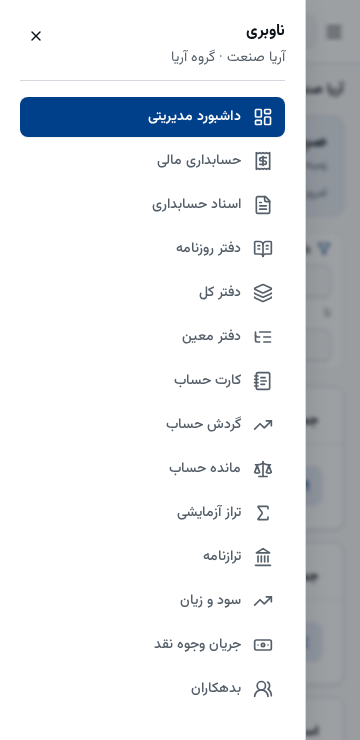 ناوبری
آریا صنعت · گروه آریا
داشبورد مدیریتی
حسابداری مالی
اسناد حسابداری
دفتر روزنامه
دفتر کل
دفتر معین
کارت حساب
گردش حساب
مانده حساب
تراز آزمایشی
ترازنامه
سود و زیان
جریان وجوه نقد
بدهکاران